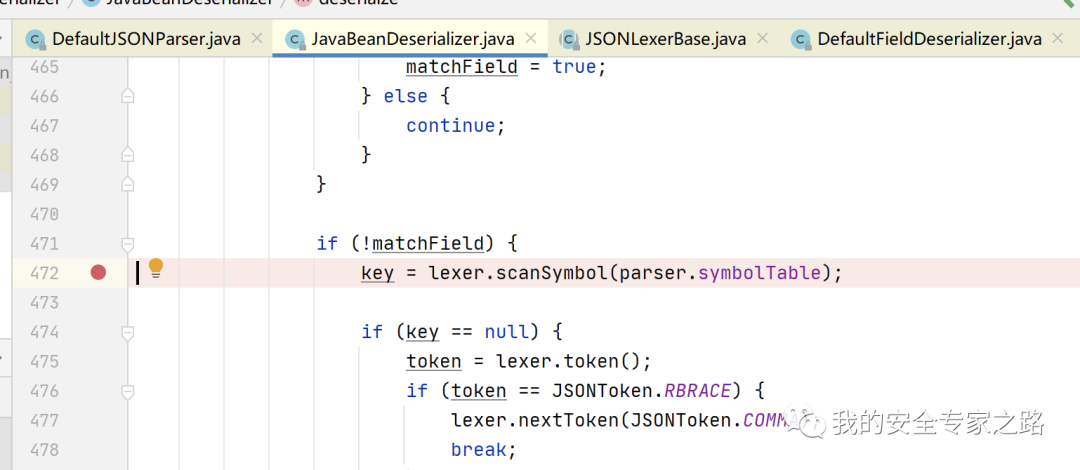 JavaBeanDeserializer / deserialze
DefaultJSONParser.java JavaBeanDeserializer.java JSONLexerBase.java DefaultFieldDeserializer.java
465 matchField = true;
466 } else {
467 continue;
468 }
469 }
470
471 if (!matchField) {
472 key = lexer.scanSymbol(parser.symbolTable);
473
474 if (key == null) {
475 token = lexer.token();
476 if (token == JSONToken.RBRACE) {
477 lexer.nextToken(JSONToken.COMMA
478 break;
我的安全专家之路